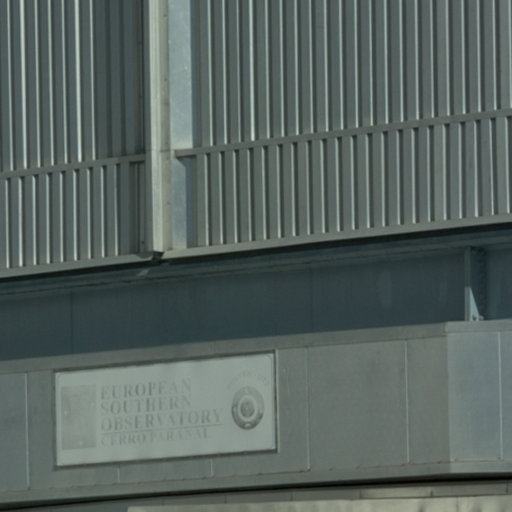 EUROPEAN
SOUTHERN
OBSERVATORY
CERRO PARANAL